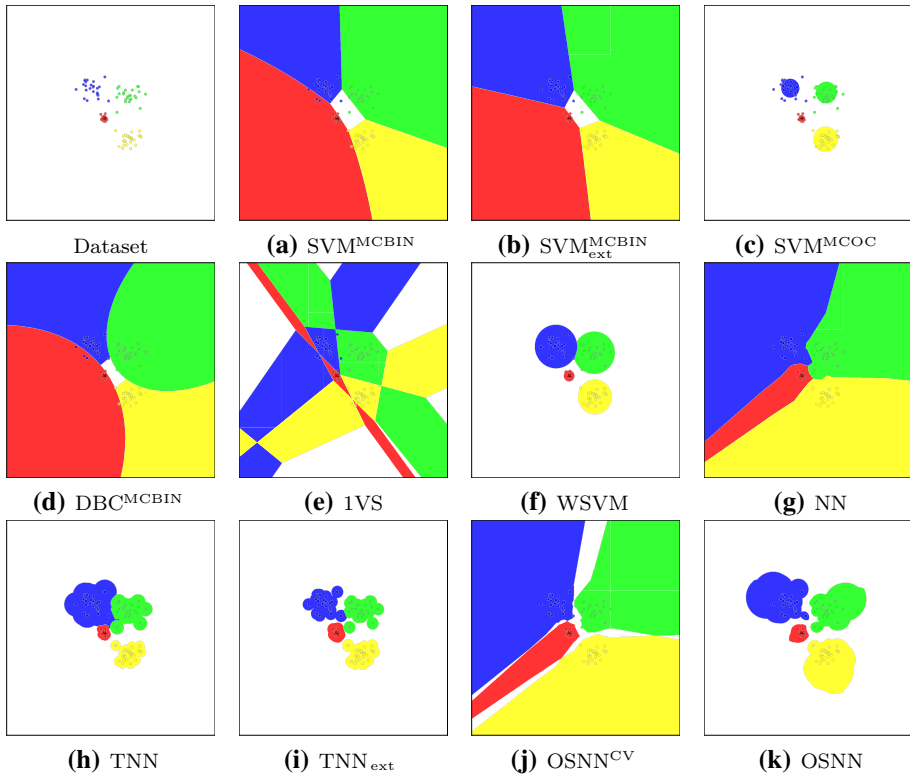 Dataset
(a) SVM^MCBIN
(b) SVM^MCBIN_ext
(c) SVM^MCOC
(d) DBC^MCBIN
(e) 1VS
(f) WSVM
(g) NN
(h) TNN
(i) TNN_ext
(j) OSNN^CV
(k) OSNN